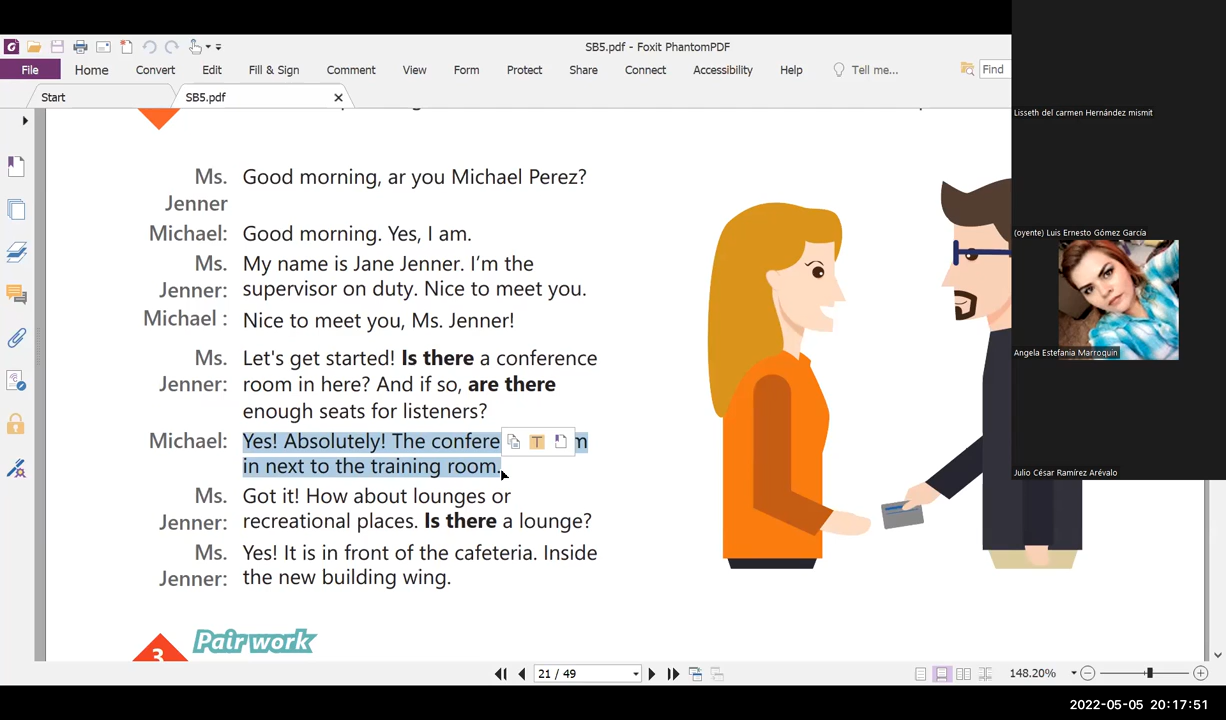 SB5.pdf - Foxit PhantomPDF
File Home Convert Edit Fill & Sign Comment View Form Protect Share Connect Accessibility Help Tell me... Find
Start SB5.pdf
Lisseth del carmen Hernández mismit
Ms. Good morning, ar you Michael Perez?
Jenner
Michael: Good morning. Yes, I am.
(oyente) Luis Ernesto Gómez García
Ms. My name is Jane Jenner. I'm the
Jenner: supervisor on duty. Nice to meet you.
Michael : Nice to meet you, Ms. Jenner!
Angela Estefania Marroquin
Ms. Let's get started! Is there a conference
Jenner: room in here? And if so, are there
enough seats for listeners?
Michael: Yes! Absolutely! The confere m
in next to the training room.
Julio César Ramírez Arévalo
Ms. Got it! How about lounges or
Jenner: recreational places. Is there a lounge?
Ms. Yes! It is in front of the cafeteria. Inside
Jenner: the new building wing.
3 Pair work
21 / 49 148.20%
2022-05-05 20:17:51